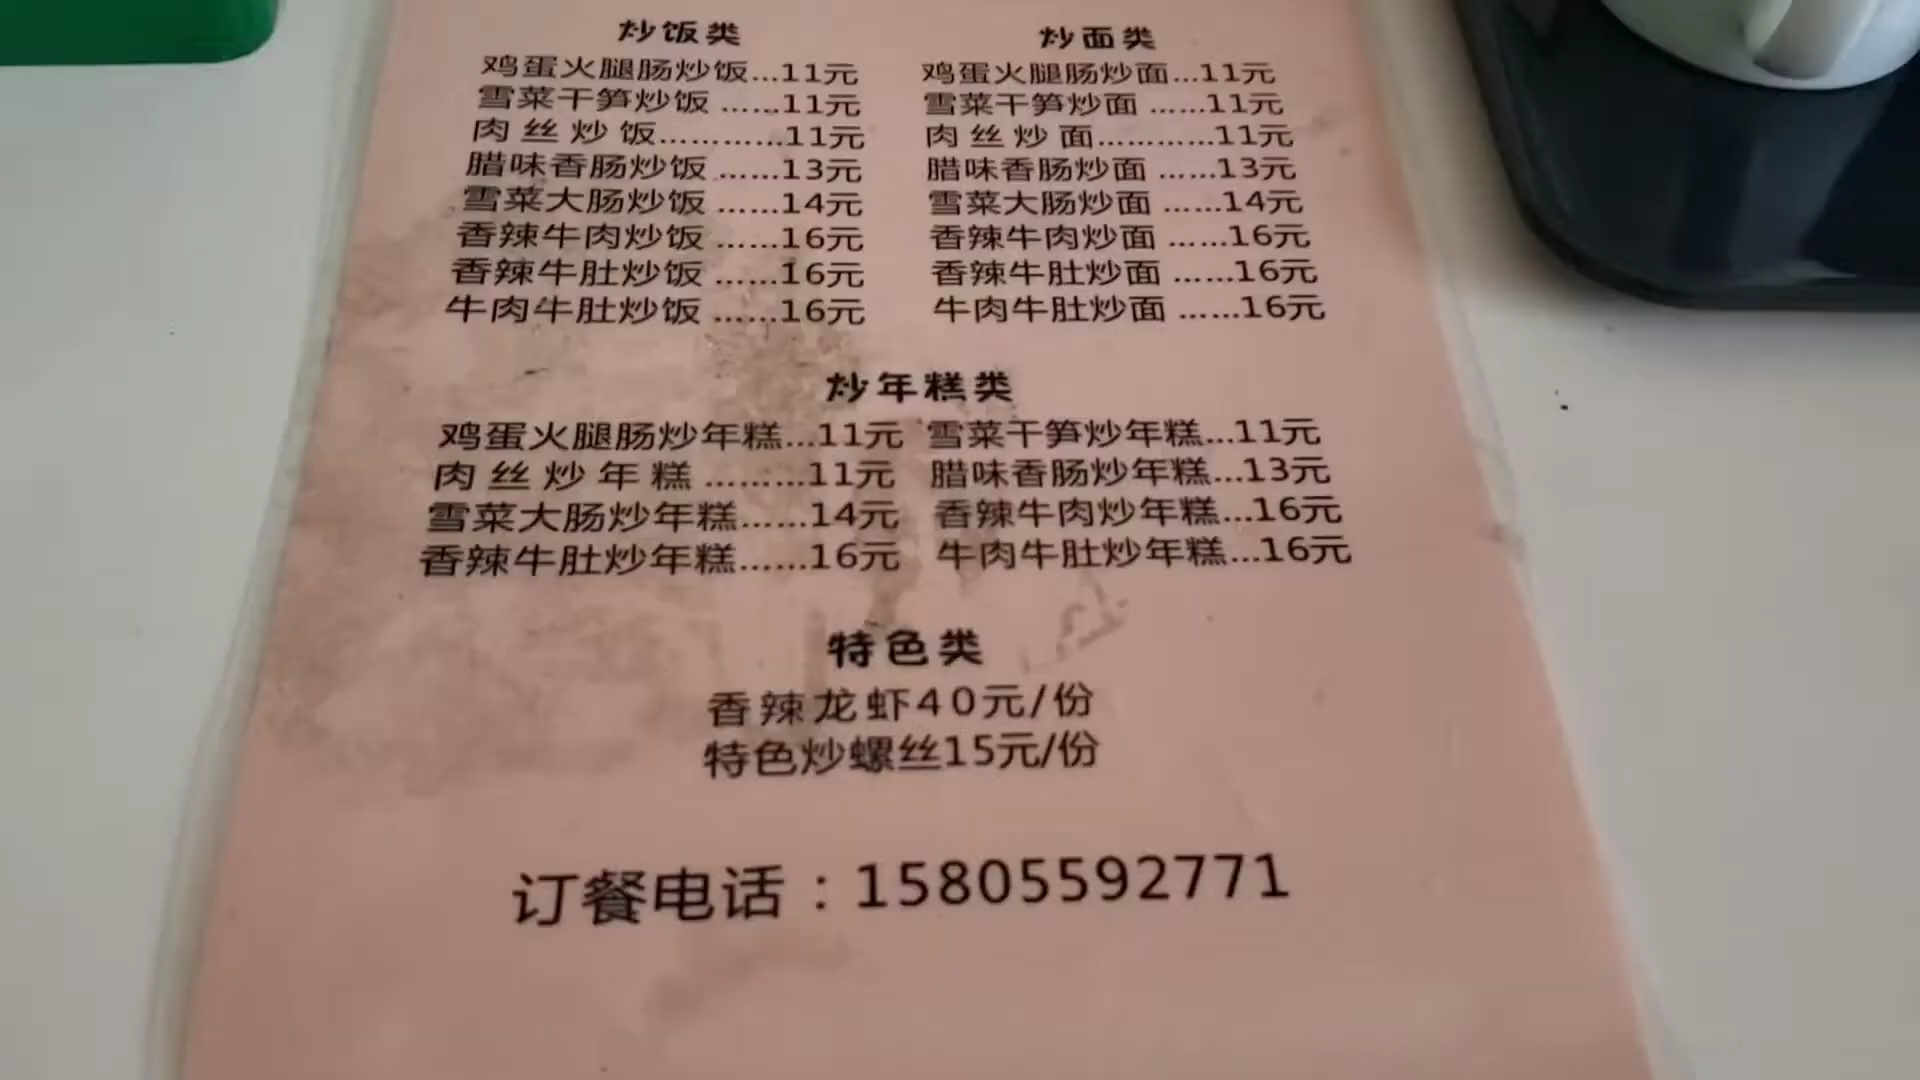 炒饭类
鸡蛋火腿肠炒饭...11元
雪菜干笋炒饭......11元
肉丝炒饭............11元
腊味香肠炒饭......13元
雪菜大肠炒饭......14元
香辣牛肉炒饭......16元
香辣牛肚炒饭......16元
牛肉牛肚炒饭......16元
炒面类
鸡蛋火腿肠炒面...11元
雪菜干笋炒面......11元
肉丝炒面............11元
腊味香肠炒面......13元
雪菜大肠炒面......14元
香辣牛肉炒面......16元
香辣牛肚炒面......16元
牛肉牛肚炒面......16元
炒年糕类
鸡蛋火腿肠炒年糕...11元 雪菜干笋炒年糕...11元
肉丝炒年糕.........11元 腊味香肠炒年糕...13元
雪菜大肠炒年糕......14元 香辣牛肉炒年糕...16元
香辣牛肚炒年糕......16元 牛肉牛肚炒年糕...16元
特色类
香辣龙虾40元/份
特色炒螺丝15元/份
订餐电话：15805592771